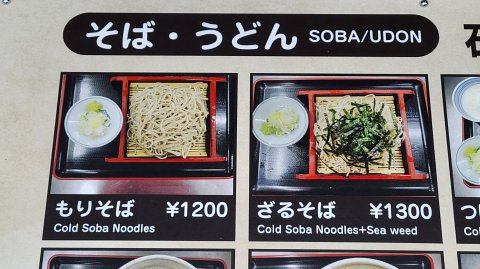 そば・うどん SOBA/UDON
もりそば ¥1200
Cold Soba Noodles
ざるそば ¥1300
Cold Soba Noodles+Sea weed